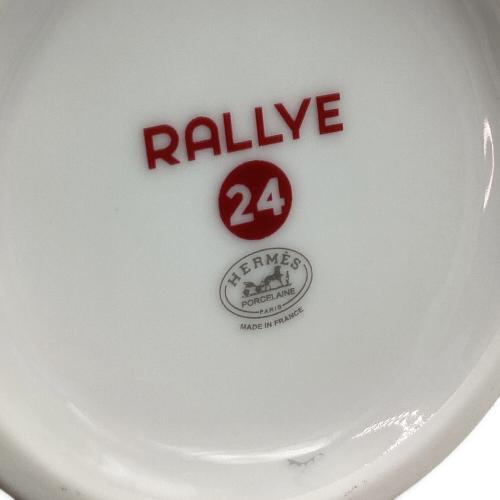 RALLYE
24
HERMÈS
PORCELAINE
PARIS
MADE IN FRANCE